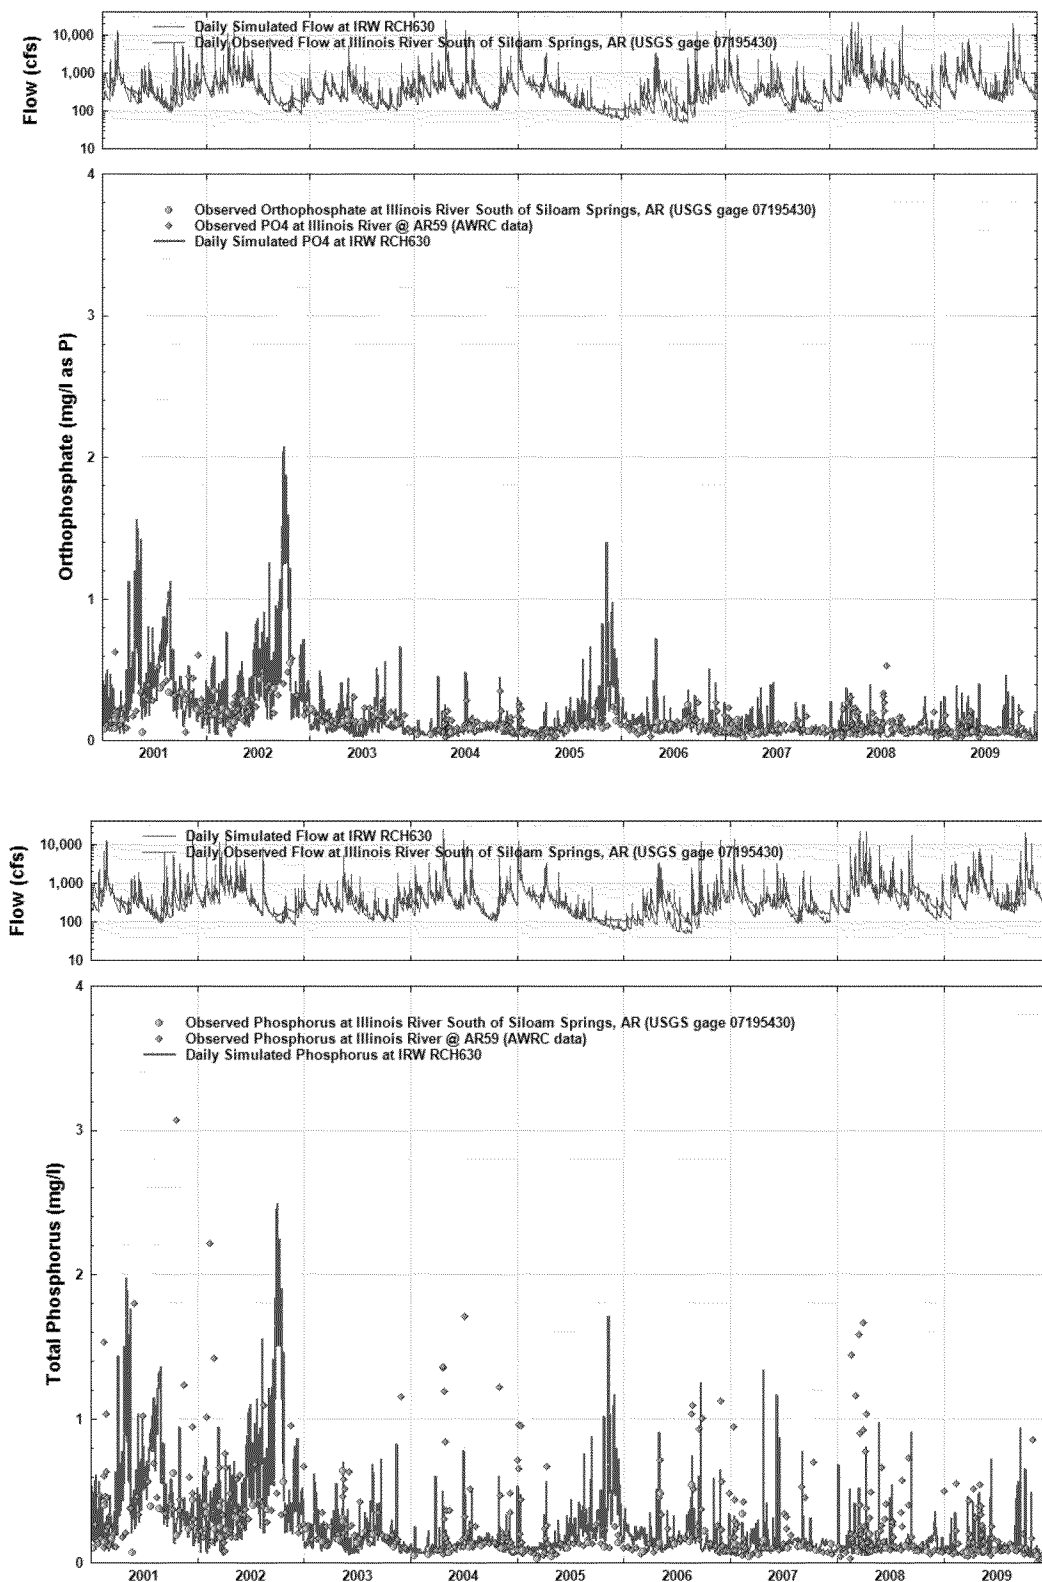 Daily Simulated Flow at IRW RCH630
Daily Observed Flow at Illinois River South of Siloam Springs, AR (USGS gage 07195430)
Flow (cfs)
10,000
1,000
100
10
4
3
2
1
0
Orthophosphate (mg/l as P)
Observed Orthophosphate at Illinois River South of Siloam Springs, AR (USGS gage 07195430)
Observed PO4 at Illinois River @ AR59 (AWRC data)
Daily Simulated PO4 at IRW RCH630
2001 2002 2003 2004 2005 2006 2007 2008 2009
Daily Simulated Flow at IRW RCH630
Daily Observed Flow at Illinois River South of Siloam Springs, AR (USGS gage 07195430)
Flow (cfs)
10,000
1,000
100
10
4
3
2
1
0
Total Phosphorus (mg/l)
Observed Phosphorus at Illinois River South of Siloam Springs, AR (USGS gage 07195430)
Observed Phosphorus at Illinois River @ AR59 (AWRC data)
Daily Simulated Phosphorus at IRW RCH630
2001 2002 2003 2004 2005 2006 2007 2008 2009